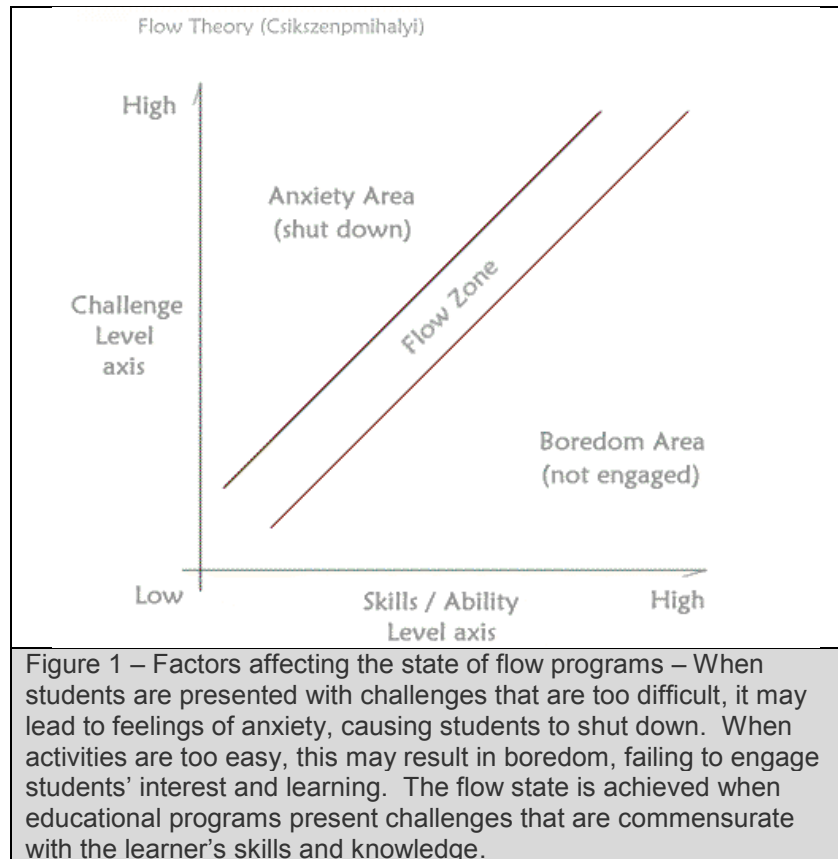 Flow Theory (Csikszenpmihalyi)
High
Anxiety Area
(shut down)
Flow Zone
Challenge
Level
axis
Boredom Area
(not engaged)
Low
Skills / Ability
Level axis
High
Figure 1 – Factors affecting the state of flow programs – When
students are presented with challenges that are too difficult, it may
lead to feelings of anxiety, causing students to shut down.  When
activities are too easy, this may result in boredom, failing to engage
students’ interest and learning.  The flow state is achieved when
educational programs present challenges that are commensurate
with the learner’s skills and knowledge.